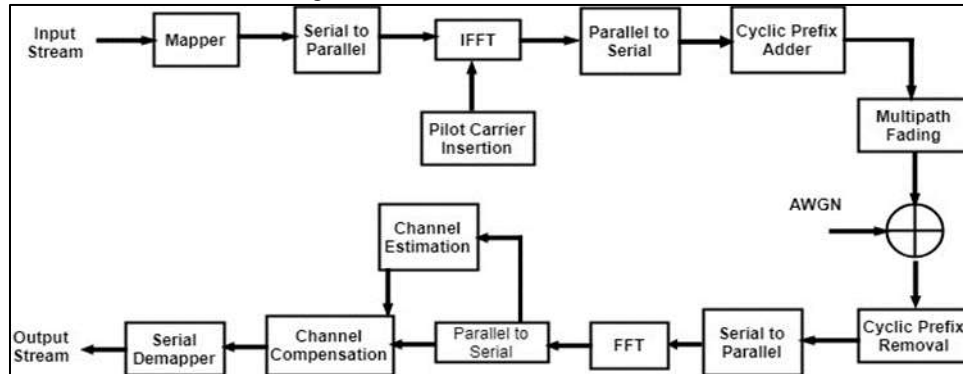 Input
Stream
Mapper
Serial to
Parallel
IFFT
Parallel to
Serial
Cyclic Prefix
Adder
Pilot Carrier
Insertion
Multipath
Fading
AWGN
Channel
Estimation
Output
Stream
Serial
Demapper
Channel
Compensation
Parallel to
Serial
FFT
Serial to
Parallel
Cyclic Prefix
Removal